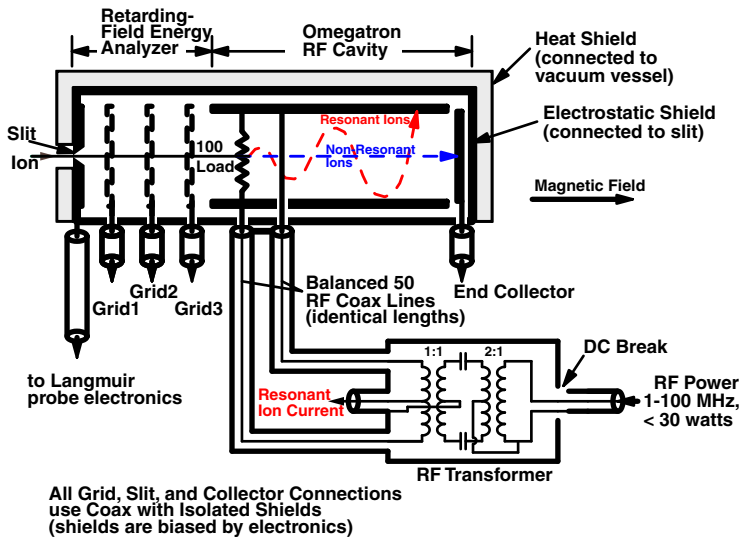 Retarding-
Field Energy
Analyzer
Omegatron
RF Cavity
Heat Shield
(connected to
vacuum vessel)
Electrostatic Shield
(connected to slit)
Slit
Ion
100
Load
Resonant Ions
Non-Resonant
Ions
Magnetic Field
Grid1
Grid2
Grid3
Balanced 50
RF Coax Lines
(identical lengths)
End Collector
to Langmuir
probe electronics
1:1
2:1
DC Break
Resonant
Ion Current
RF Power
1-100 MHz,
< 30 watts
RF Transformer
All Grid, Slit, and Collector Connections
use Coax with Isolated Shields
(shields are biased by electronics)